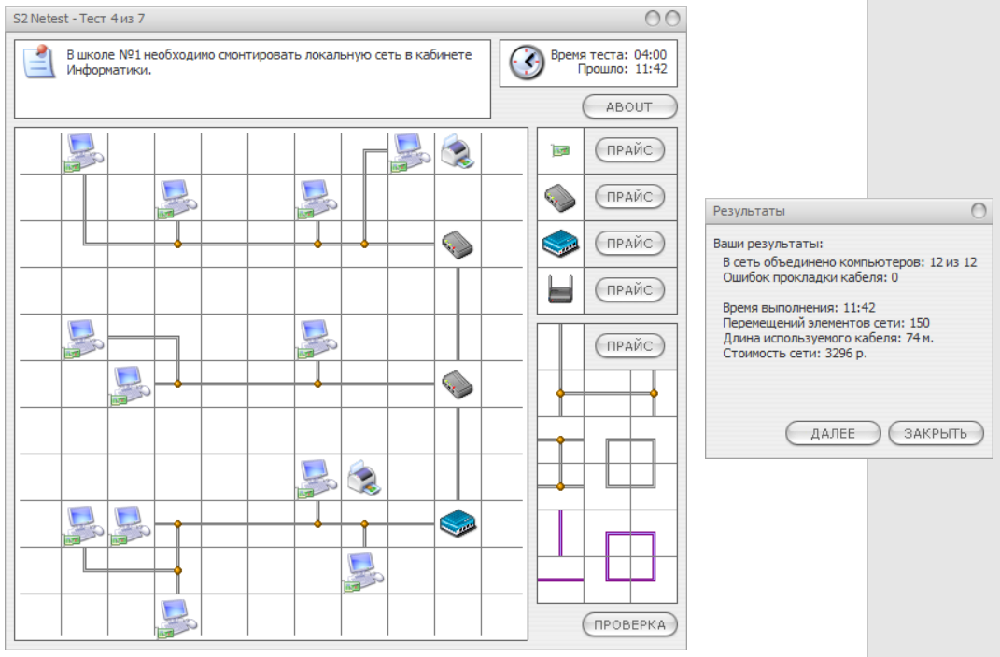 S2 Netest - Тест 4 из 7
В школе №1 необходимо смонтировать локальную сеть в кабинете
Информатики.
Время теста: 04:00
Прошло: 11:42
ABOUT
ПРАЙС
ПРАЙС
ПРАЙС
ПРАЙС
ПРАЙС
ПРОВЕРКА
Результаты
Ваши результаты:
В сеть объединено компьютеров: 12 из 12
Ошибок прокладки кабеля: 0
Время выполнения: 11:42
Перемещений элементов сети: 150
Длина используемого кабеля: 74 м.
Стоимость сети: 3296 р.
ДАЛЕЕ
ЗАКРЫТЬ